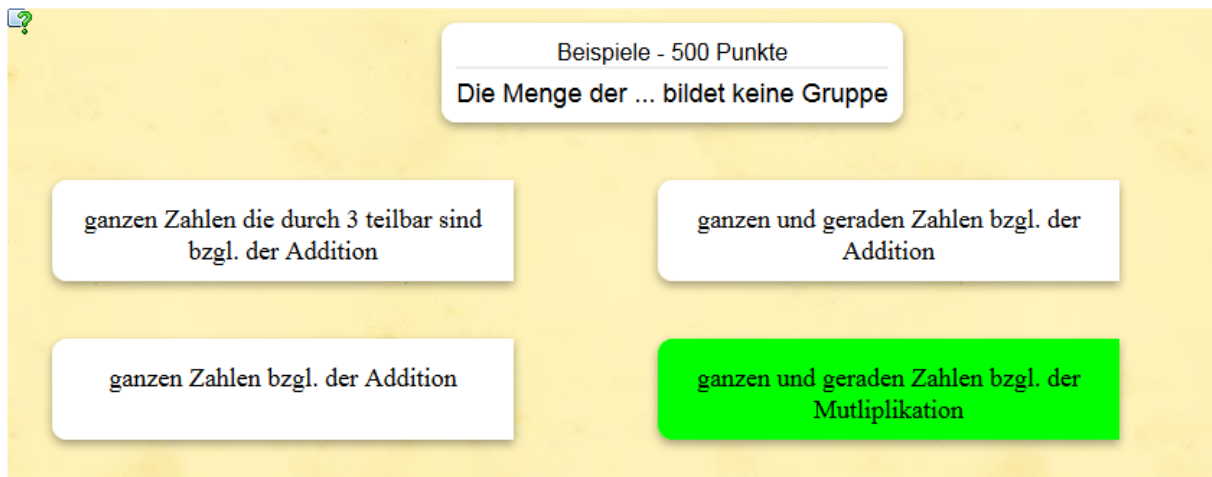 Beispiele - 500 Punkte
Die Menge der ... bildet keine Gruppe
ganzen Zahlen die durch 3 teilbar sind
bzgl. der Addition
ganzen und geraden Zahlen bzgl. der
Addition
ganzen Zahlen bzgl. der Addition
ganzen und geraden Zahlen bzgl. der
Mutliplikation